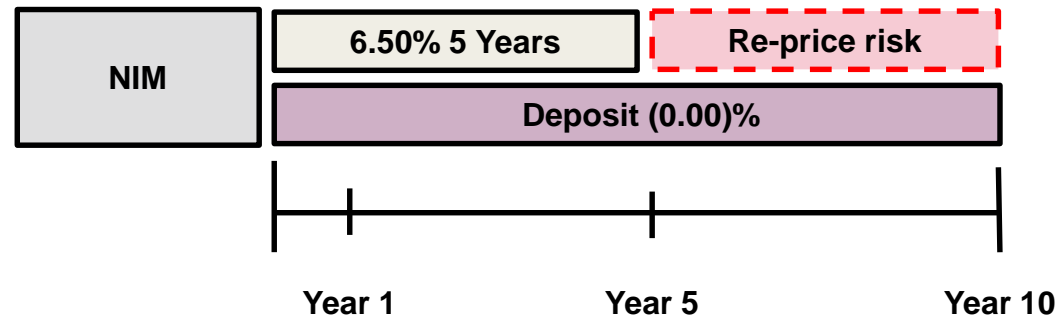 6.50% 5 Years
Re-price risk
NIM
Deposit (0.00)%
Year 1
Year 5
Year 10